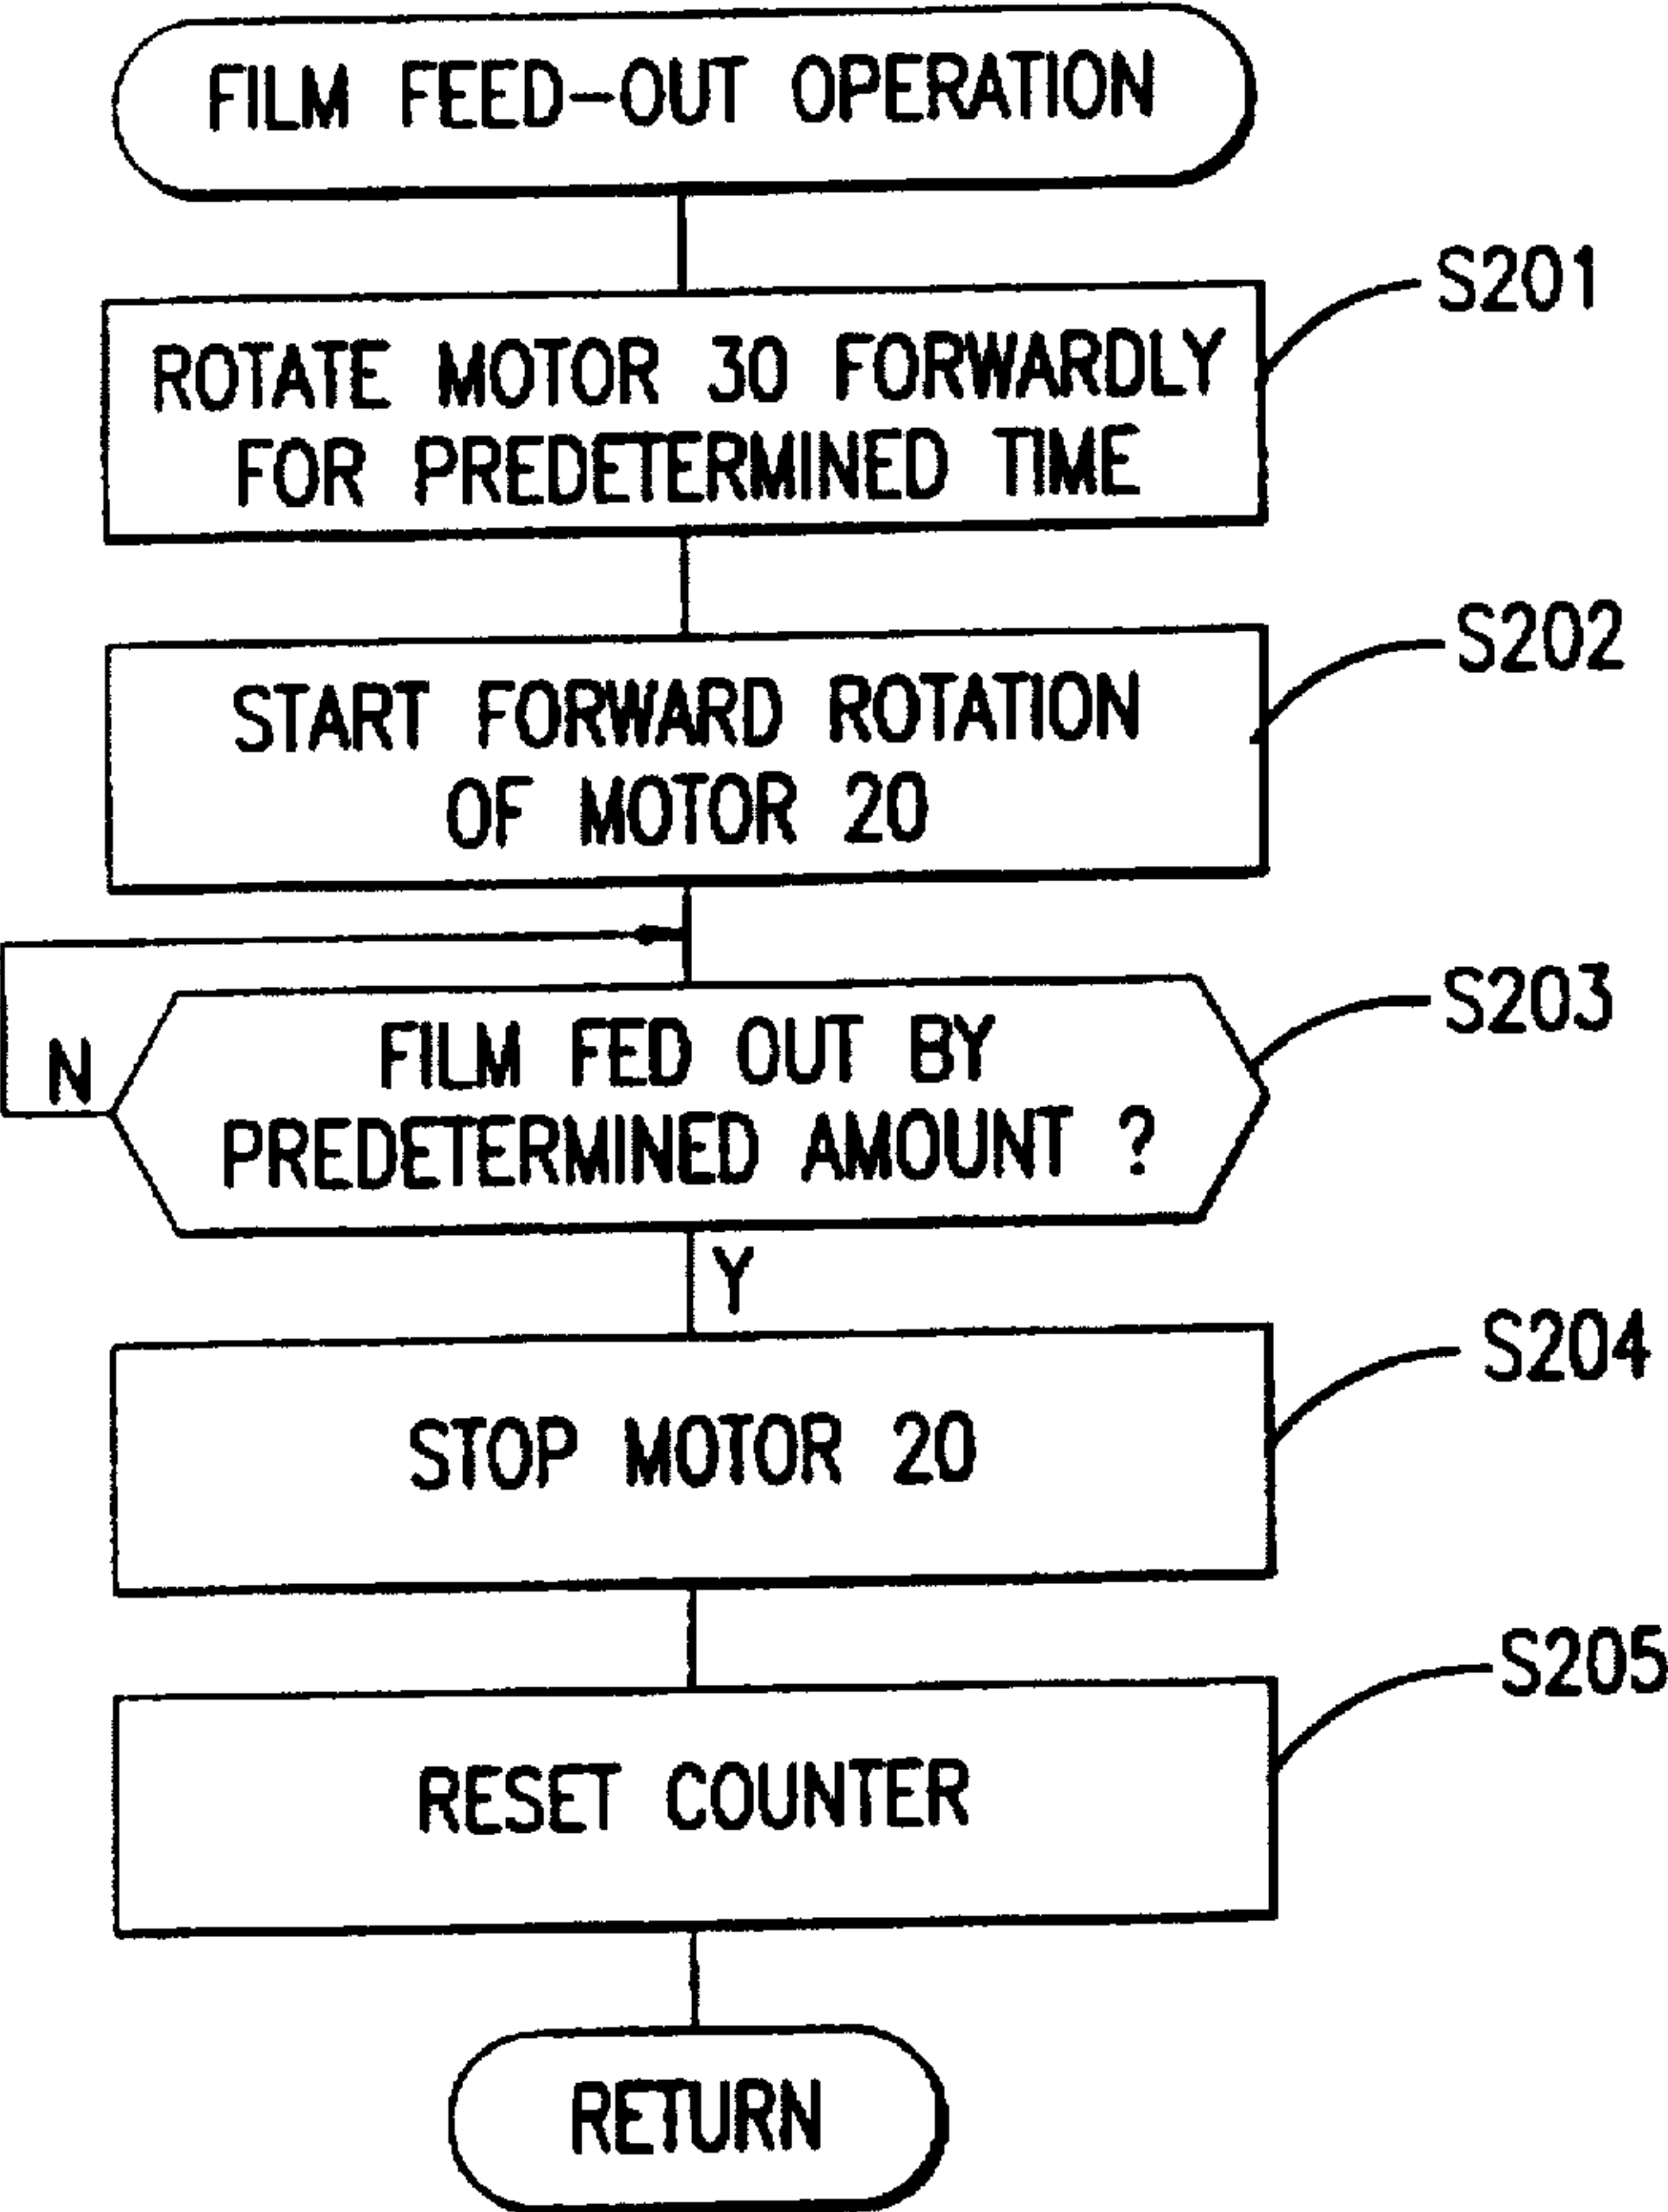 FILM FEED-OUT OPERATION
S201
ROTATE MOTOR 30 FORWARDLY
FOR PREDETERMINED TIME
S202
START FORWARD ROTATION
OF MOTOR 20
S203
N
FILM FED OUT BY
PREDETERMINED AMOUNT ?
Y
S204
STOP MOTOR 20
S205
RESET COUNTER
RETURN